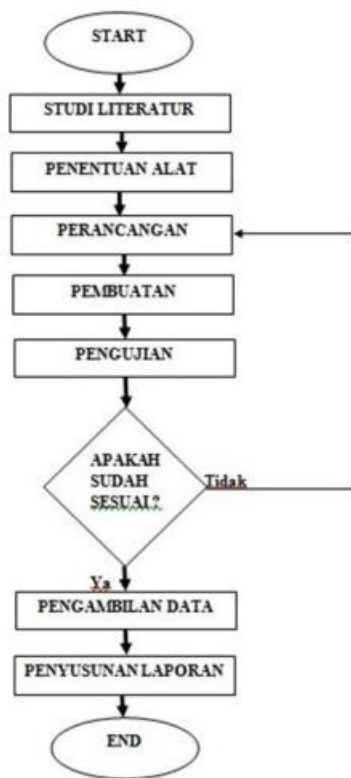 START
STUDI LITERATUR
PENENTUAN ALAT
PERANCANGAN
PEMBUATAN
PENGUJIAN
APAKAH
SUDAH
SESUAI?
Tidak
Ya
PENGAMBILAN DATA
PENYUSUNAN LAPORAN
END